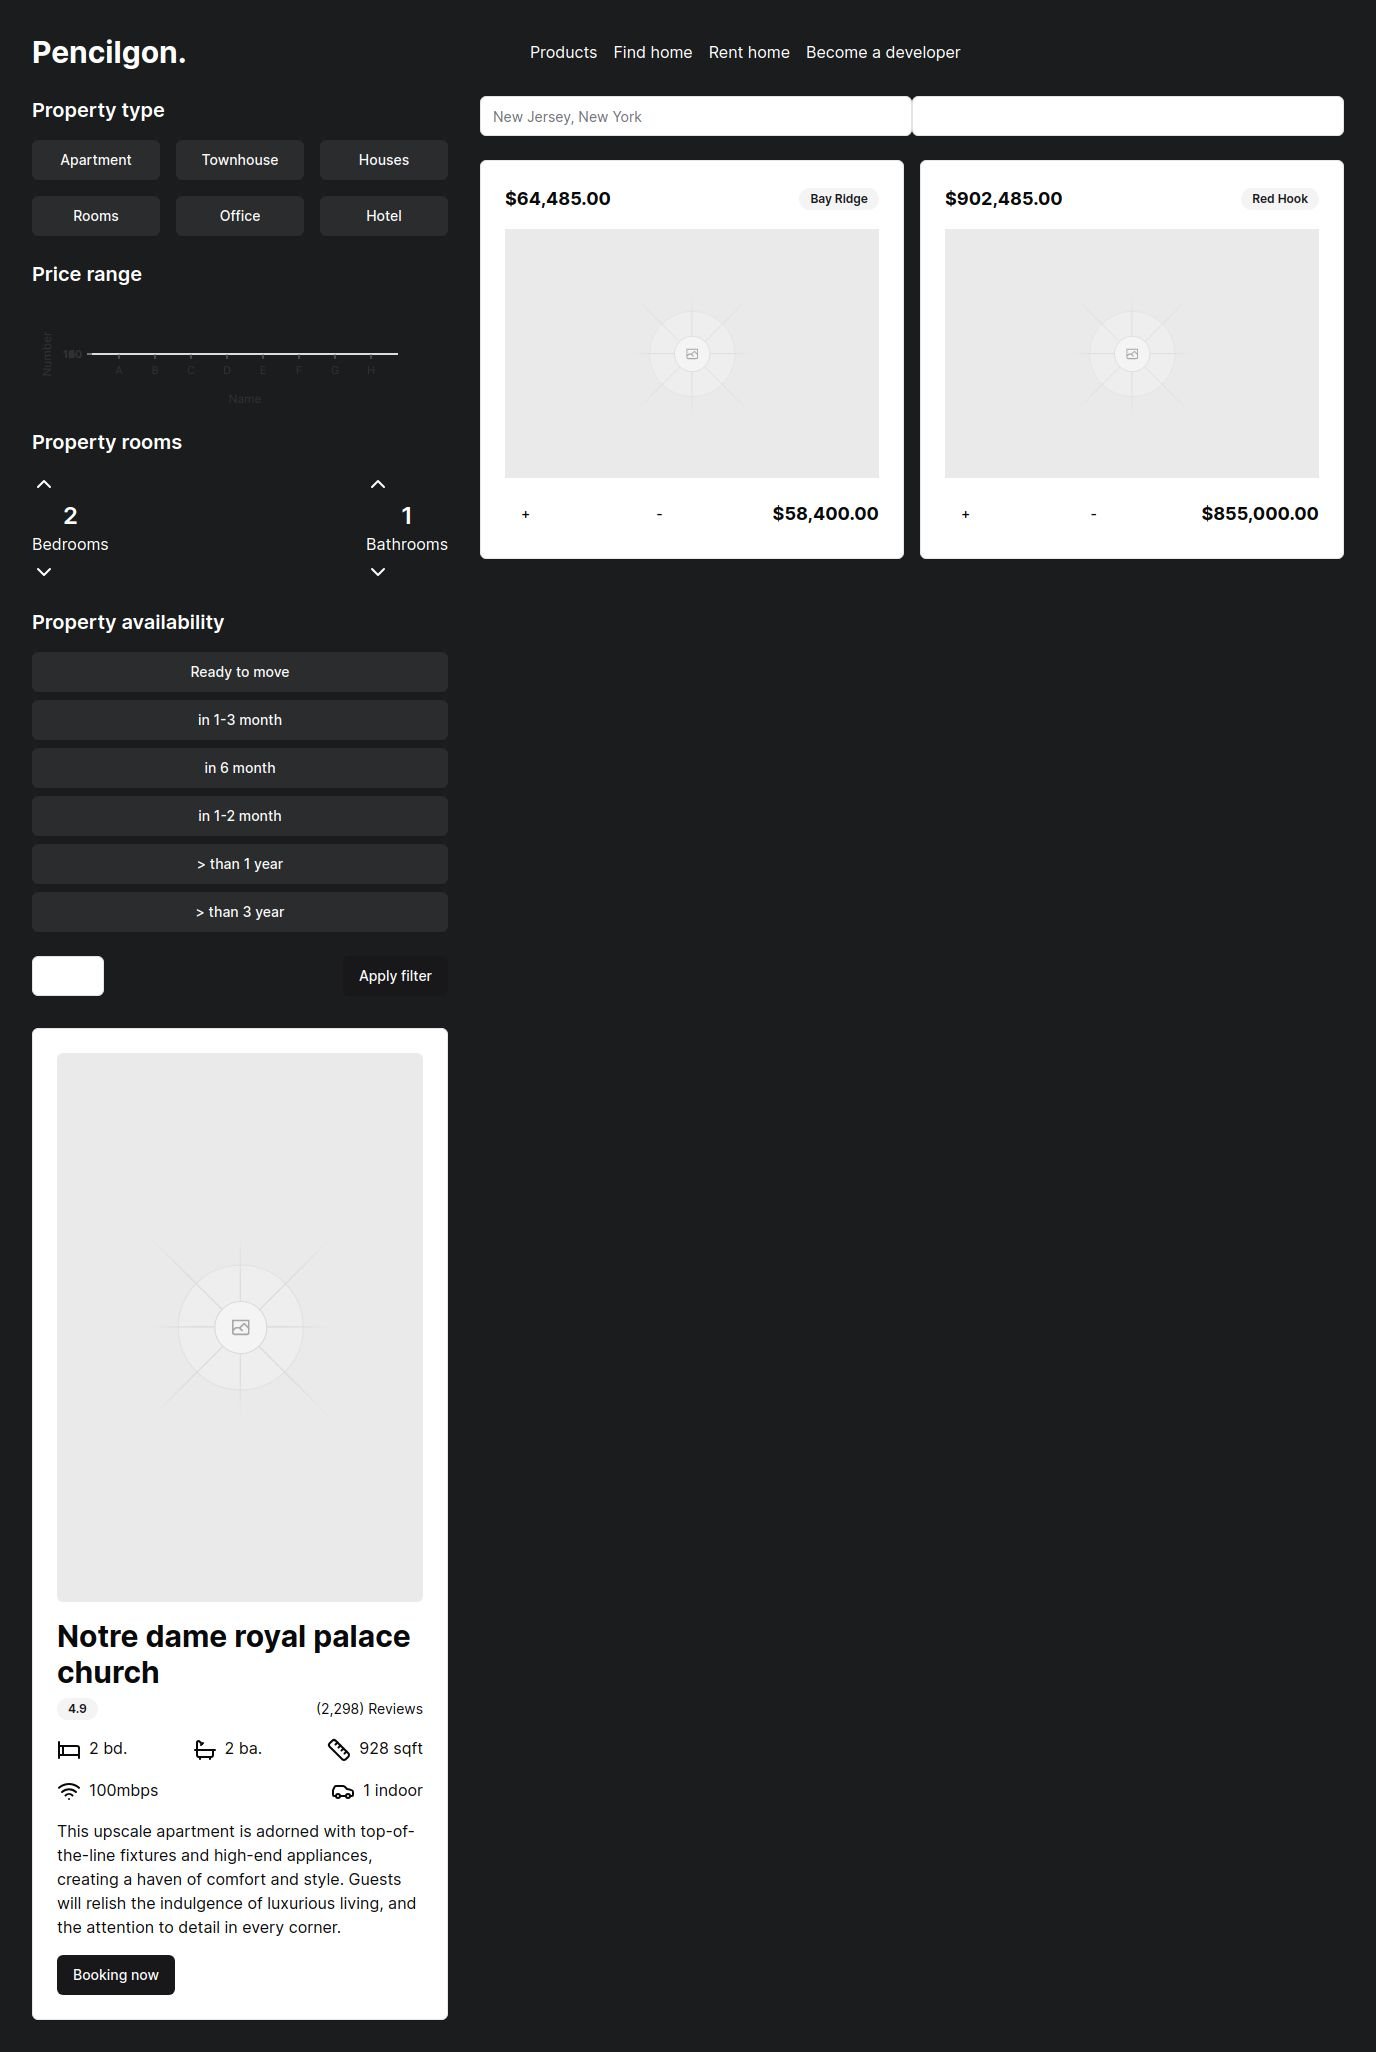 Pencilgon.
Products Find home Rent home Become a developer
Property type
Apartment Townhouse Houses
Rooms Office Hotel
Price range
Number
A B C D E F G H
Name
Property rooms
2 1
Bedrooms Bathrooms
Property availability
Ready to move
in 1-3 month
in 6 month
in 1-2 month
> than 1 year
> than 3 year
Apply filter
New Jersey, New York
$64,485.00 Bay Ridge
+ - $58,400.00
$902,485.00 Red Hook
+ - $855,000.00
Notre dame royal palace
church
4.9 (2,298) Reviews
2 bd. 2 ba. 928 sqft
100mbps 1 indoor
This upscale apartment is adorned with top-of-
the-line fixtures and high-end appliances,
creating a haven of comfort and style. Guests
will relish the indulgence of luxurious living, and
the attention to detail in every corner.
Booking now